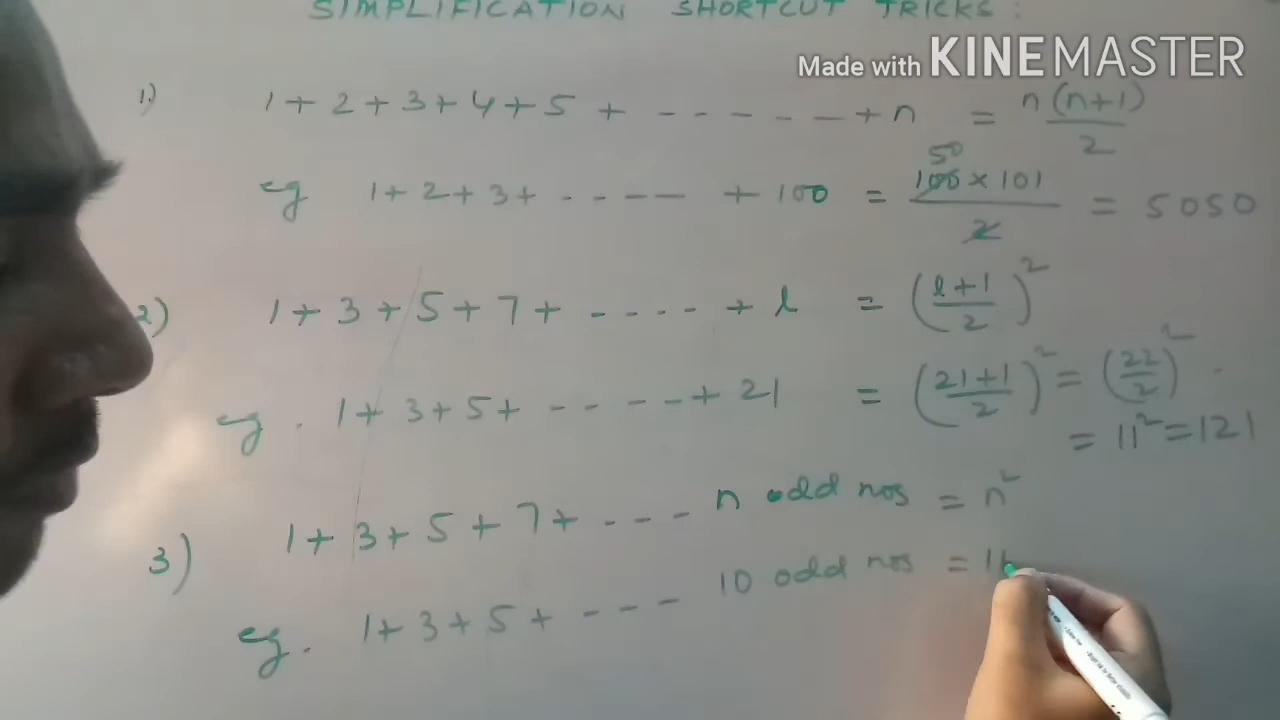 SIMPLIFICATION SHORTCUT TRICKS :
Made with KINEMASTER
1.) 1 + 2 + 3 + 4 + 5 + ------ + n = n(n+1)/2
eg 1 + 2 + 3 + ----- + 100 = 100 × 101/2 = 5050
50
2) 1 + 3 + 5 + 7 + ---- + l = (l+1/2)²
eg. 1 + 3 + 5 + ----- + 21 = (21+1/2)² = (22/2)²
= 11² = 121
3) 1 + 3 + 5 + 7 + --- n odd nos = n²
eg. 1 + 3 + 5 + --- 10 odd nos = 1